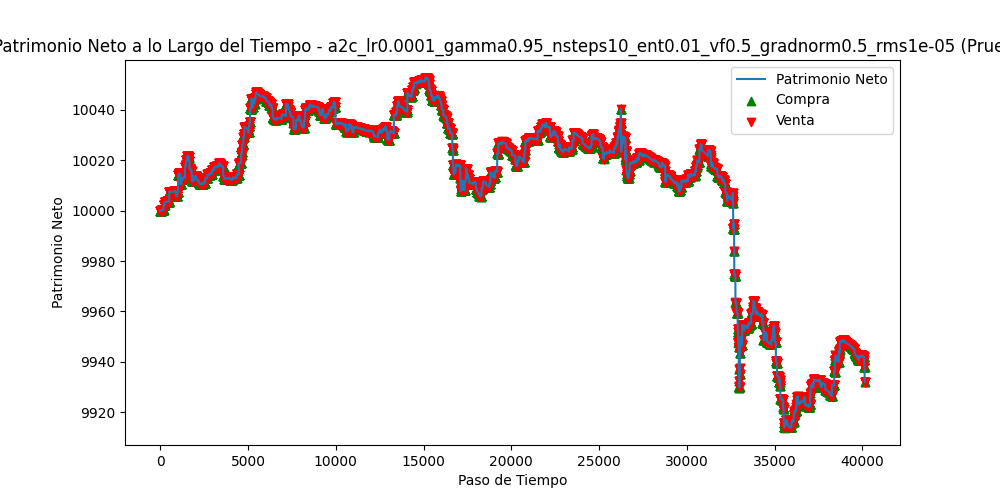 Patrimonio Neto a lo Largo del Tiempo - a2c_lr0.0001_gamma0.95_nsteps10_ent0.01_vf0.5_gradnorm0.5_rms1e-05 (Prue
Patrimonio Neto
Compra
Venta
10040
10020
10000
9980
9960
9940
9920
Patrimonio Neto
0
5000
10000
15000
20000
25000
30000
35000
40000
Paso de Tiempo